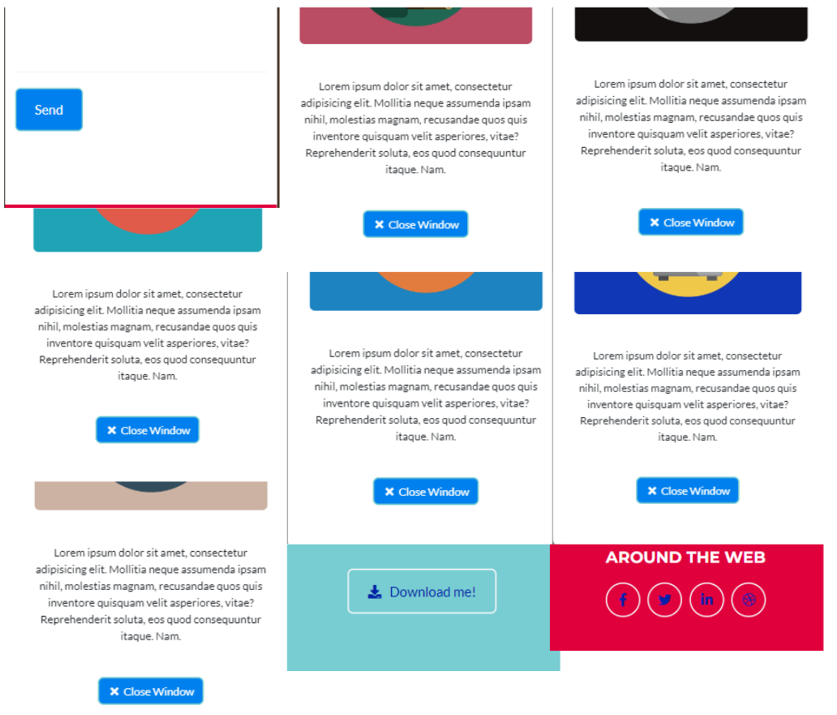 Send
Lorem ipsum dolor sit amet, consectetur
adipisicing elit. Mollitia neque assumenda ipsam
nihil, molestias magnam, recusandae quos quis
inventore quisquam velit asperiores, vitae?
Reprehenderit soluta, eos quod consequuntur
itaque. Nam.
Close Window
Lorem ipsum dolor sit amet, consectetur
adipisicing elit. Mollitia neque assumenda ipsam
nihil, molestias magnam, recusandae quos quis
inventore quisquam velit asperiores, vitae?
Reprehenderit soluta, eos quod consequuntur
itaque. Nam.
Close Window
Lorem ipsum dolor sit amet, consectetur
adipisicing elit. Mollitia neque assumenda ipsam
nihil, molestias magnam, recusandae quos quis
inventore quisquam velit asperiores, vitae?
Reprehenderit soluta, eos quod consequuntur
itaque. Nam.
Close Window
Lorem ipsum dolor sit amet, consectetur
adipisicing elit. Mollitia neque assumenda ipsam
nihil, molestias magnam, recusandae quos quis
inventore quisquam velit asperiores, vitae?
Reprehenderit soluta, eos quod consequuntur
itaque. Nam.
Close Window
Lorem ipsum dolor sit amet, consectetur
adipisicing elit. Mollitia neque assumenda ipsam
nihil, molestias magnam, recusandae quos quis
inventore quisquam velit asperiores, vitae?
Reprehenderit soluta, eos quod consequuntur
itaque. Nam.
Close Window
Lorem ipsum dolor sit amet, consectetur
adipisicing elit. Mollitia neque assumenda ipsam
nihil, molestias magnam, recusandae quos quis
inventore quisquam velit asperiores, vitae?
Reprehenderit soluta, eos quod consequuntur
itaque. Nam.
Close Window
Download me!
AROUND THE WEB